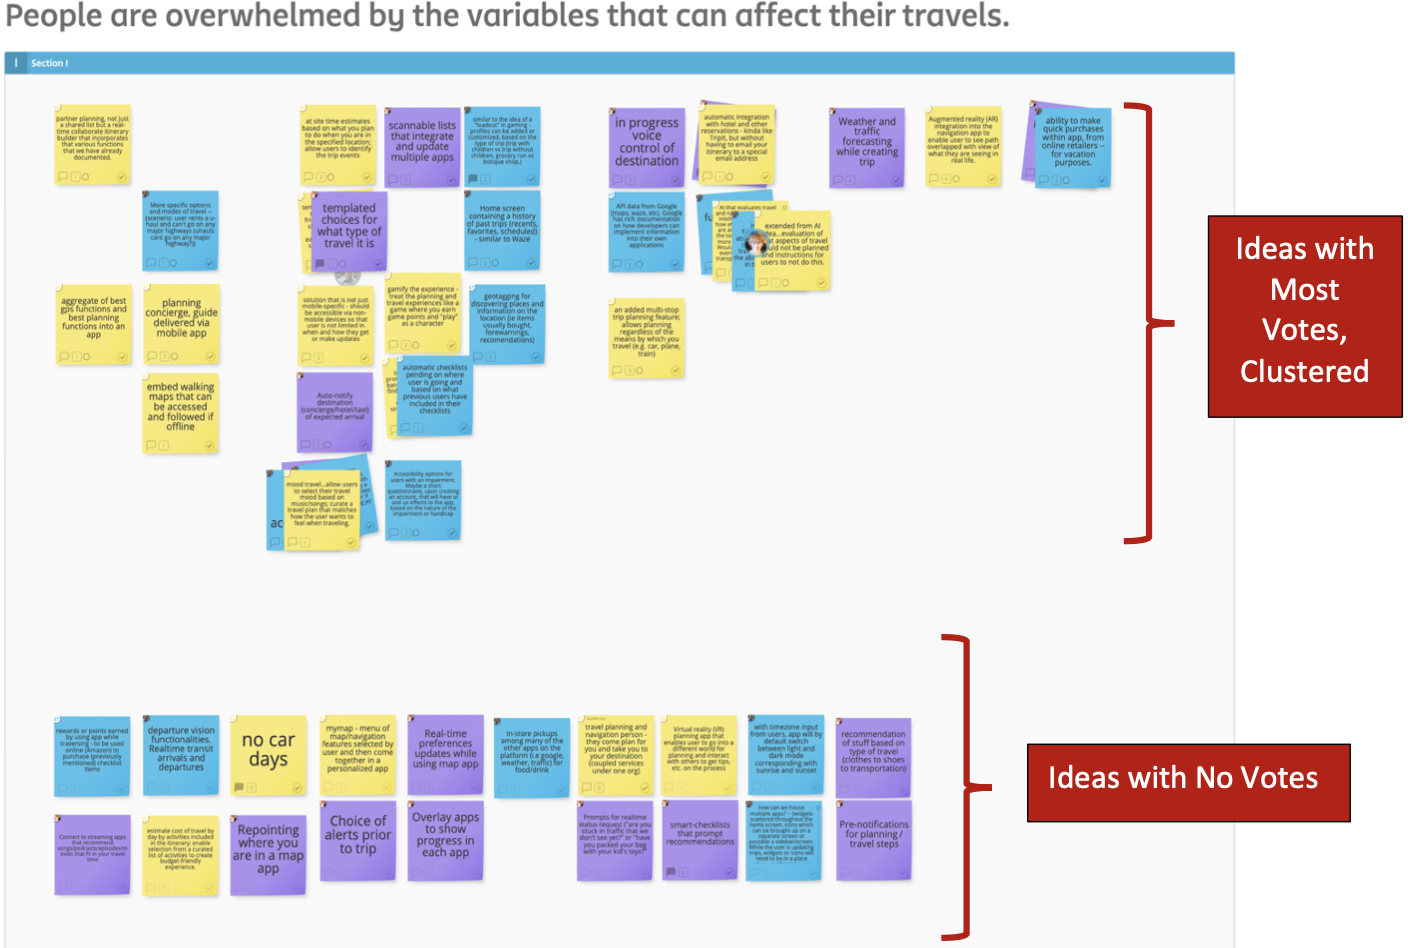 People are overwhelmed by the variables that can affect their travels.
I Section I
partner planning, not just
a shared list but a real-
time collaborate itinerary
builder that incorporates
that various functions
that we have already
documented.
at site time estimates
based on what you plan
to do when you are in
the specified location;
allow users to identify
the trip events
scannable lists
that integrate
and update
multiple apps
similar to the idea of a
"loadout" in gaming -
profiles can be added or
customized, based on the
type of trip (trip with
children vs trip without
children, grocery run vs
botique shop,)
in progress
voice
control of
destination
automatic integration
with hotel and other
reservations - kinda like
TripIt, but without
having to email your
itinerary to a special
email address
Weather and
traffic
forecasting
while creating
trip
Augmented reality (AR)
integration into the
navigation app to
enable user to see path
overlapped with view of
what they are seeing in
real life.
ability to make
quick purchases
within app, from
online retailers --
for vacation
purposes.
More specific options
and modes of travel --
(scenerio: user rents a u-
haul and can't go on any
major highway (uhauls
cant go on any major
highway?))
templated
choices for
what type of
travel it is
Home screen
containing a history
of past trips (recents,
favorites, scheduled)
- similar to Waze
API data from Google
(maps, waze, etc). Google
has rich documentation
on how developers can
implement information
into their own
applications
fu
AI that evaluates travel
extended from AI
idea...evaluation of
what aspects of travel
should not be planned
and instructions for
users to not do this.
Ideas with
Most
Votes,
Clustered
aggregate of best
gps functions and
best planning
functions into an
app
planning
concierge, guide
delivered via
mobile app
solution that is not just
mobile-specific - should
be accessible via non-
mobile devices so that
user is not limited in
when and how they get
or make updates
gamify the experience -
treat the planning and
travel experiences like a
game where you earn
game points and "play"
as a character
geotagging for
discovering places and
information on the
location (ie items
usually bought,
forewarnings,
recomendations)
an added multi-stop
trip planning feature;
allows planning
regardless of the
means by which you
travel (e.g. car, plane,
train)
embed walking
maps that can
be accessed
and followed if
offline
Auto-notify
destination
(concierge/hotel/taxi)
of expected arrival
automatic checklists
pending on where
user is going and
based on what
previous users have
included in their
checklists
ac
mood travel...allow users
to select their travel
mood based on
music/songs; curate a
travel plan that matches
how the user wants to
feel when traveling.
Accessibility options for
users with an impairment.
Maybe a short
questionnaire, upon creating
an account, that will have ui
and ux effects to the app,
based on the nature of the
impairment or handicap
rewards or points earned
by using app while
traversing - to be used
online (Amazon) to
purchase (previously
mentioned) checklist
items
departure vision
functionalities.
Realtime transit
arrivals and
departures
no car
days
mymap - menu of
map/navigation
features selected by
user and then come
together in a
personalized app
Real-time
preferences
updates while
using map app
In-store pickups
among many of the
other apps on the
platform (i.e google,
weather, traffic) for
food/drink
travel planning and
navigation person -
they come plan for
you and take you to
your destination
(coupled services
under one org)
Virtual reality (VR)
planning app that
enables user to go into a
different world for
planning and interact
with others to get tips,
etc, on the process
with timezone input
from users, app will by
default switch
between light and
dark mode
corresponding with
sunrise and sunset
recommendation
of stuff based on
type of travel
(clothes to shoes
to transportation)
Ideas with No Votes
Connect to streaming apps
that recommend
songs/podcasts/episodes/m
ovies that fit in your travel
time
estimate cost of travel by
day by activities included
in the itinerary; enable
selection from a curated
list of activities to create
budget-friendly
experience.
Repointing
where you
are in a map
app
Choice of
alerts prior
to trip
Overlay apps
to show
progress in
each app
Prompts for realtime
status request ("are you
stuck in traffic that we
don't see yet?" or "have
you packed your bag
with your kid's toys?"
smart-checklists
that prompt
recommendations
how can we house
multiple apps? -- (widgets
scattered throughout the
home screen. Icons which
can be brought up on a
separate screen or
possible a sidebar/screen.
While the user is updating
trips, widgets or icons will
need to be in a place
Pre-notifications
for planning /
travel steps